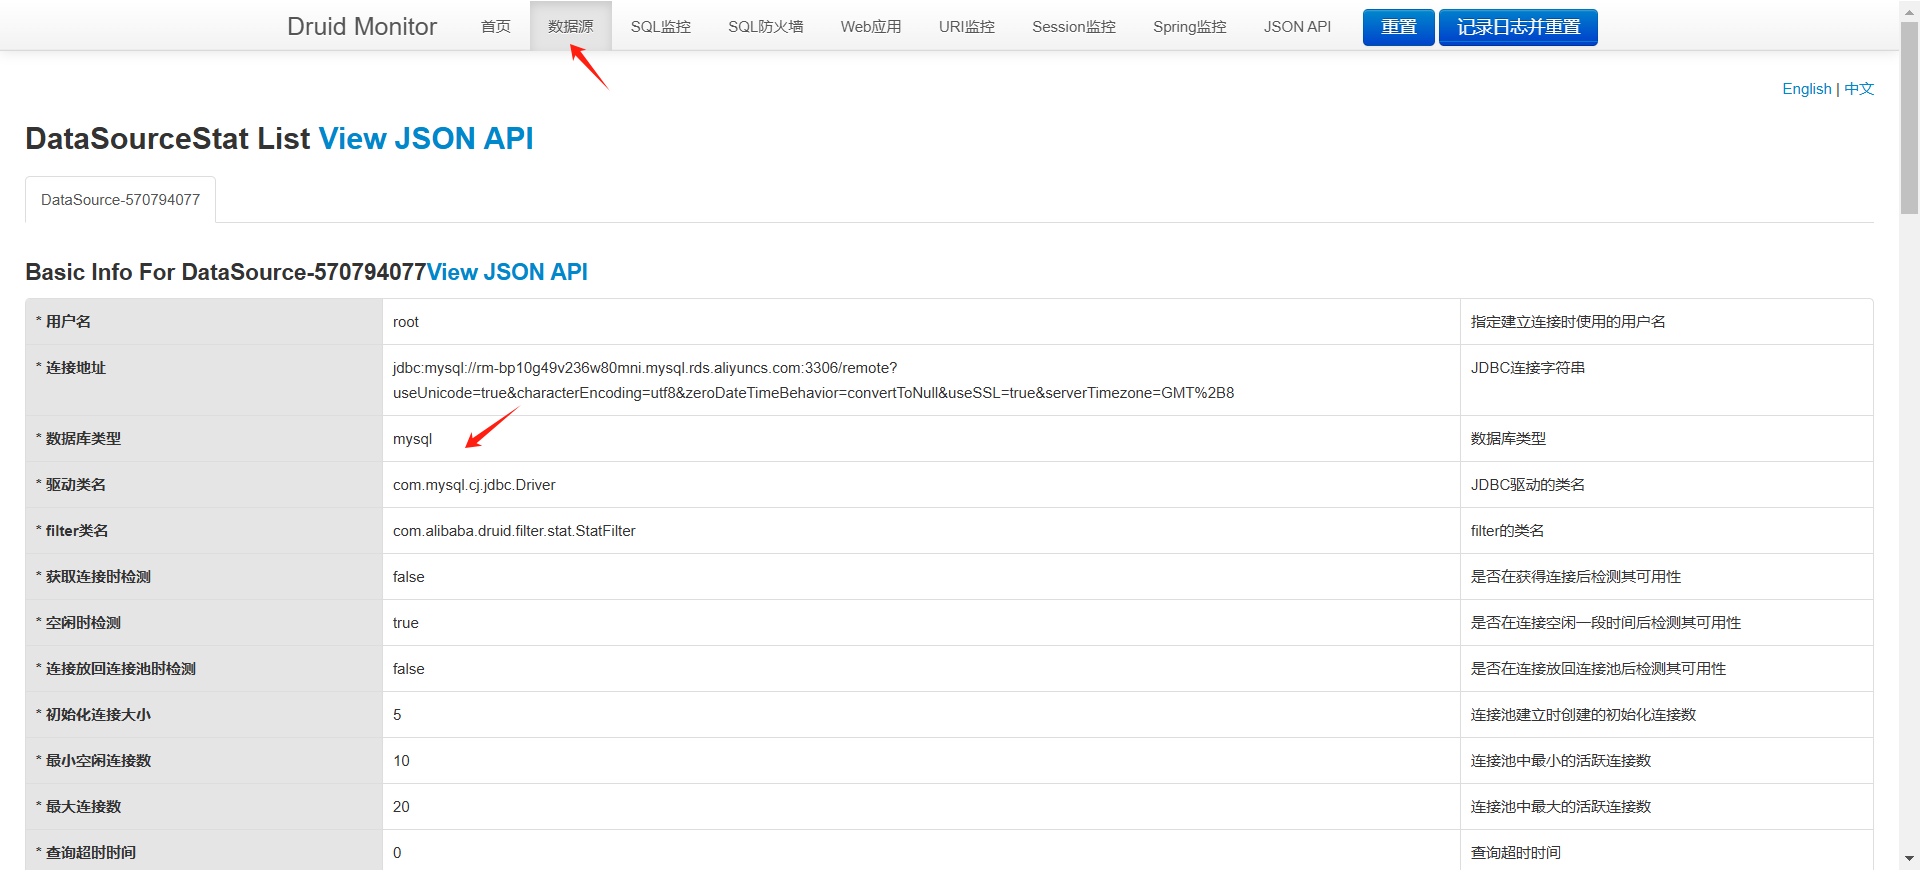 Druid Monitor 首页 数据源 SQL监控 SQL防火墙 Web应用 URI监控 Session监控 Spring监控 JSON API 重置 记录日志并重置
English | 中文
DataSourceStat List View JSON API
DataSource-570794077
Basic Info For DataSource-570794077View JSON API
* 用户名 root 指定建立连接时使用的用户名
* 连接地址 jdbc:mysql://rm-bp10g49v236w80mni.mysql.rds.aliyuncs.com:3306/remote? JDBC连接字符串
useUnicode=true&characterEncoding=utf8&zeroDateTimeBehavior=convertToNull&useSSL=true&serverTimezone=GMT%2B8
* 数据库类型 mysql 数据库类型
* 驱动类名 com.mysql.cj.jdbc.Driver JDBC驱动的类名
* filter类名 com.alibaba.druid.filter.stat.StatFilter filter的类名
* 获取连接时检测 false 是否在获得连接后检测其可用性
* 空闲时检测 true 是否在连接空闲一段时间后检测其可用性
* 连接放回连接池时检测 false 是否在连接放回连接池后检测其可用性
* 初始化连接大小 5 连接池建立时创建的初始化连接数
* 最小空闲连接数 10 连接池中最小的活跃连接数
* 最大连接数 20 连接池中最大的活跃连接数
* 查询超时时间 0 查询超时时间